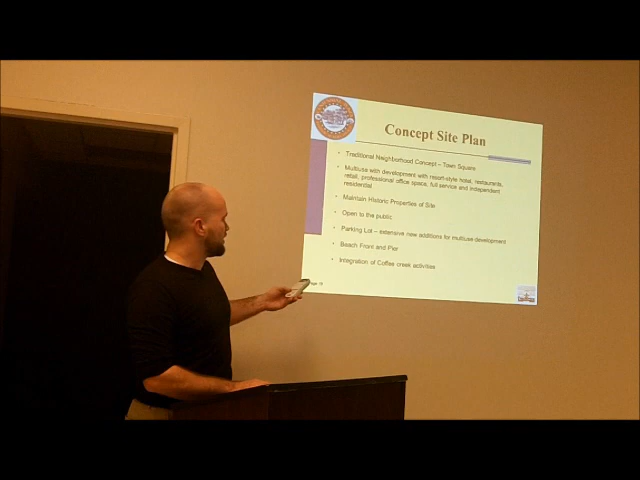 Concept Site Plan
• Traditional Neighborhood Concept – Town Square
• Multiuse with development with resort-style hotel, restaurants,
retail, professional office space, full service and independent
residential
• Maintain Historic Properties of Site
• Open to the public
• Parking Lot – extensive new additions for multiuse development
• Beach Front and Pier
• Integration of Coffee creek activities